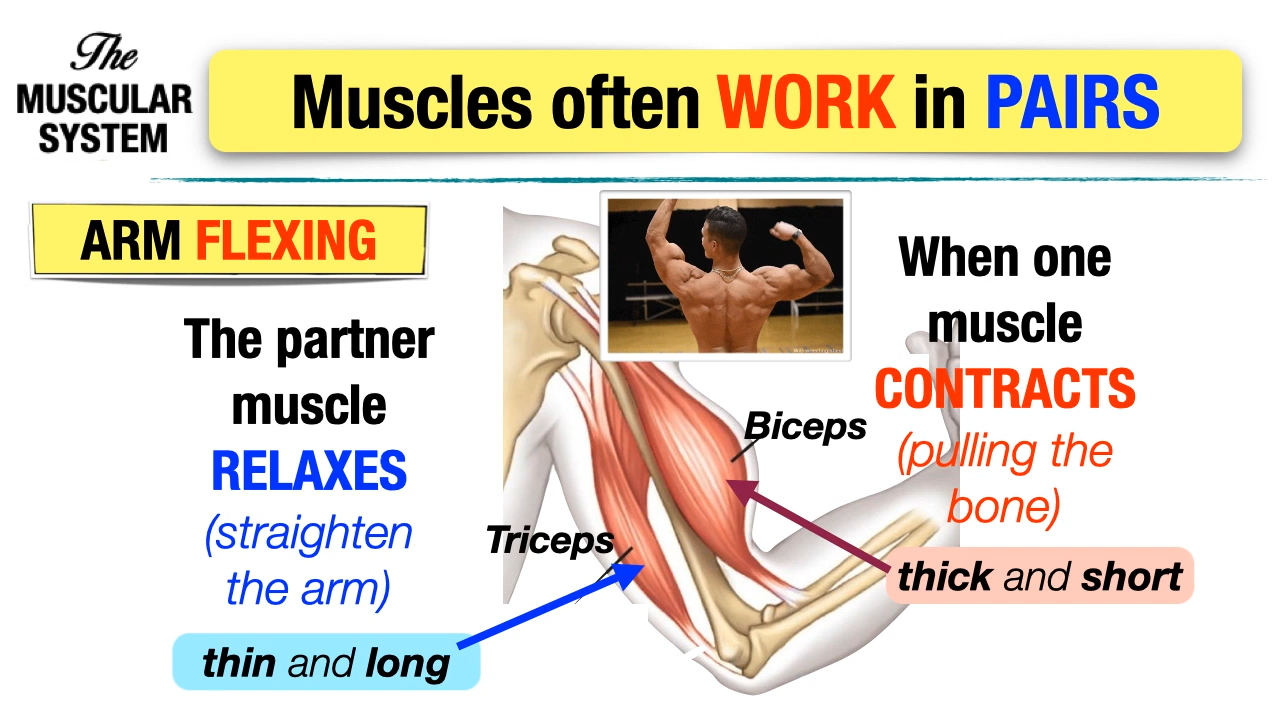 The
MUSCULAR
SYSTEM
Muscles often WORK in PAIRS
ARM FLEXING
The partner
muscle
RELAXES
(straighten
the arm)
thin and long
Triceps
Biceps
When one
muscle
CONTRACTS
(pulling the
bone)
thick and short